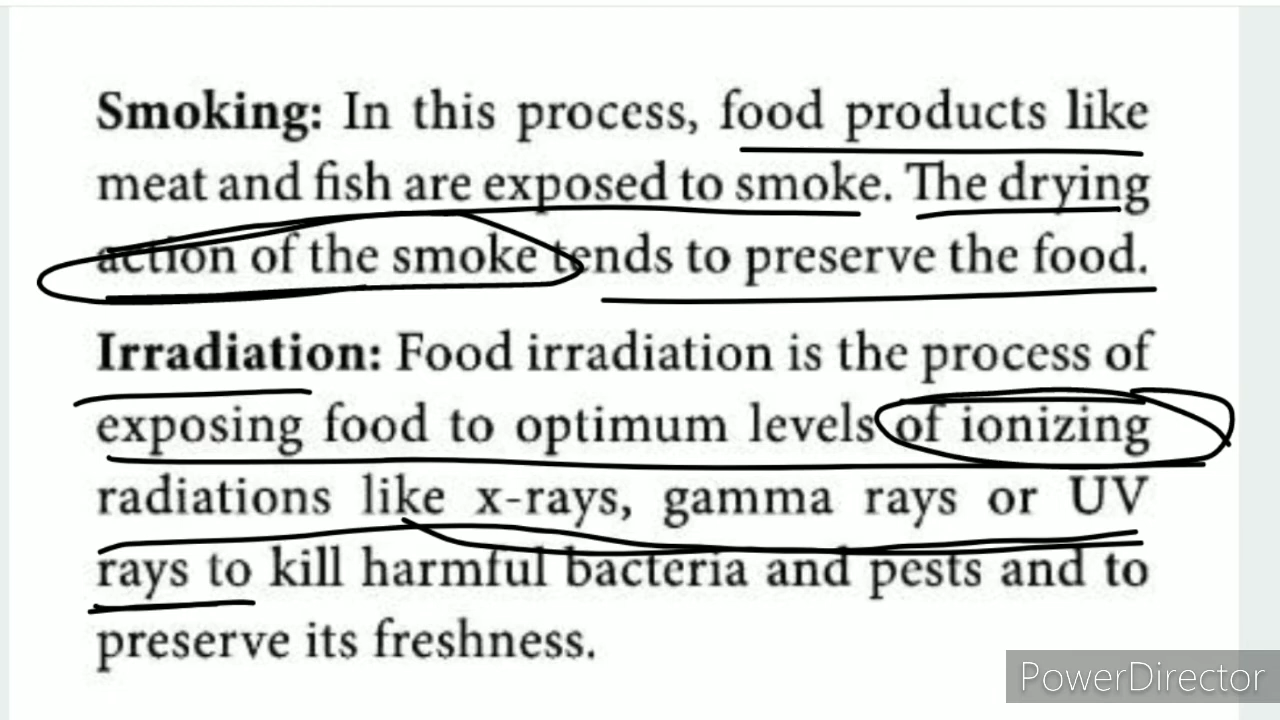 Smoking: In this process, food products like
meat and fish are exposed to smoke. The drying
action of the smoke tends to preserve the food.
Irradiation: Food irradiation is the process of
exposing food to optimum levels of ionizing
radiations like x-rays, gamma rays or UV
rays to kill harmful bacteria and pests and to
preserve its freshness.
PowerDirector